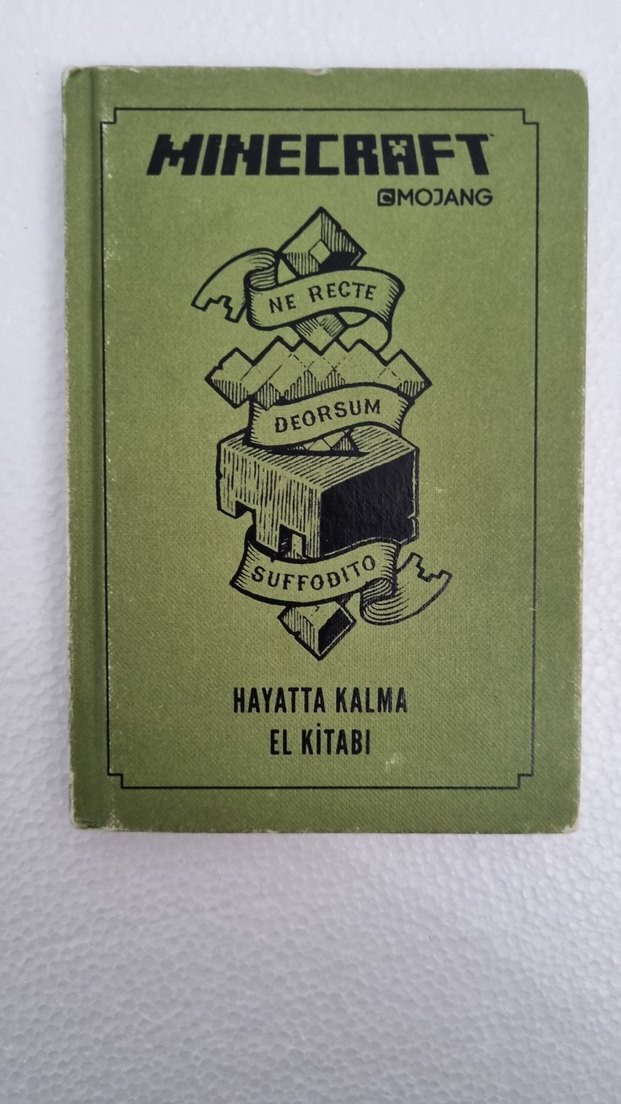 MINECRAFT
MOJANG
NE RECTE
DEORSUM
SUFFODITO
HAYATTA KALMA
EL KİTABI